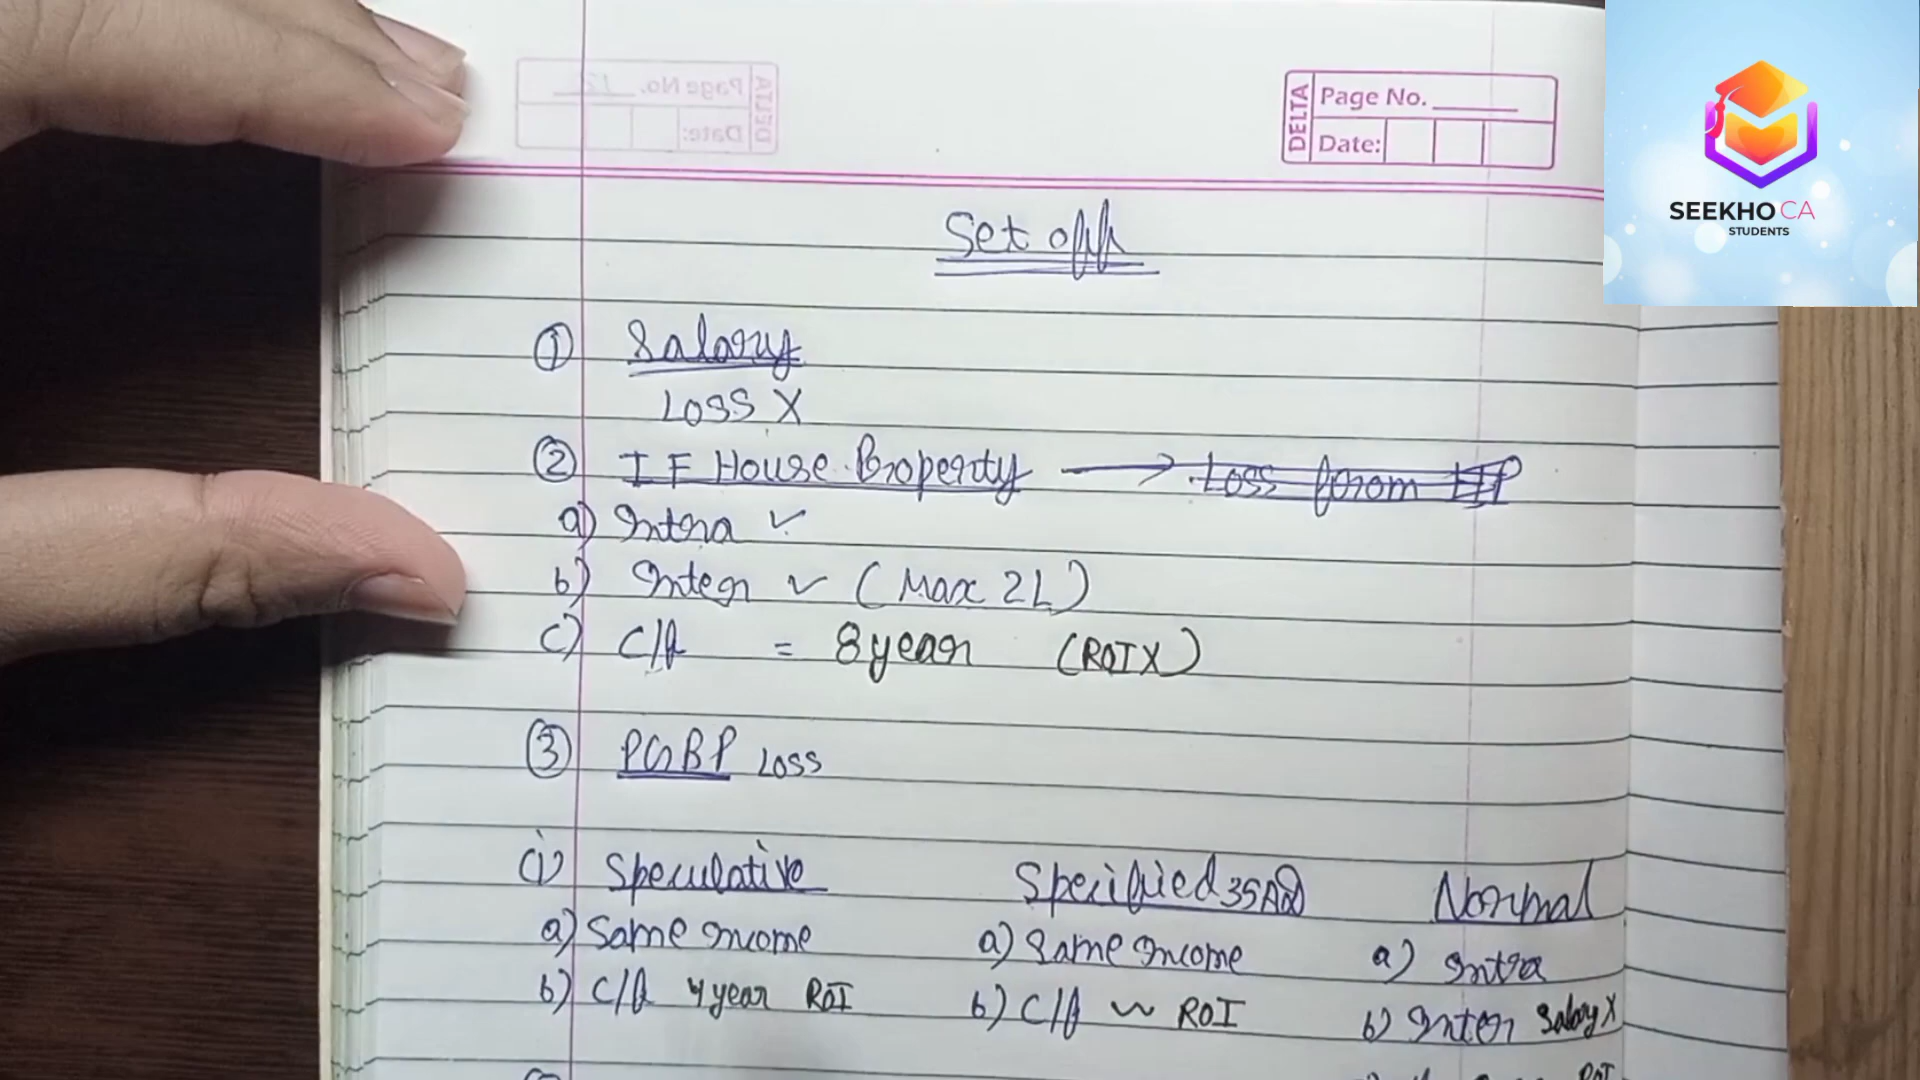 Page No.
DELTA
Date:
SEEKHO CA
STUDENTS
Set off
① Salary
Loss X
② I F House Property → Loss from HP
a) Intra ✓
b) Inter ✓ (Max 2L)
c) C/f = 8 year (ROI X)
③ PGBP Loss
(i) Speculative Specified 35AD Normal
a) Same Income a) Same Income a) Intra
b) C/f 4 year ROI b) C/f ROI b) Inter Salary X
ROI